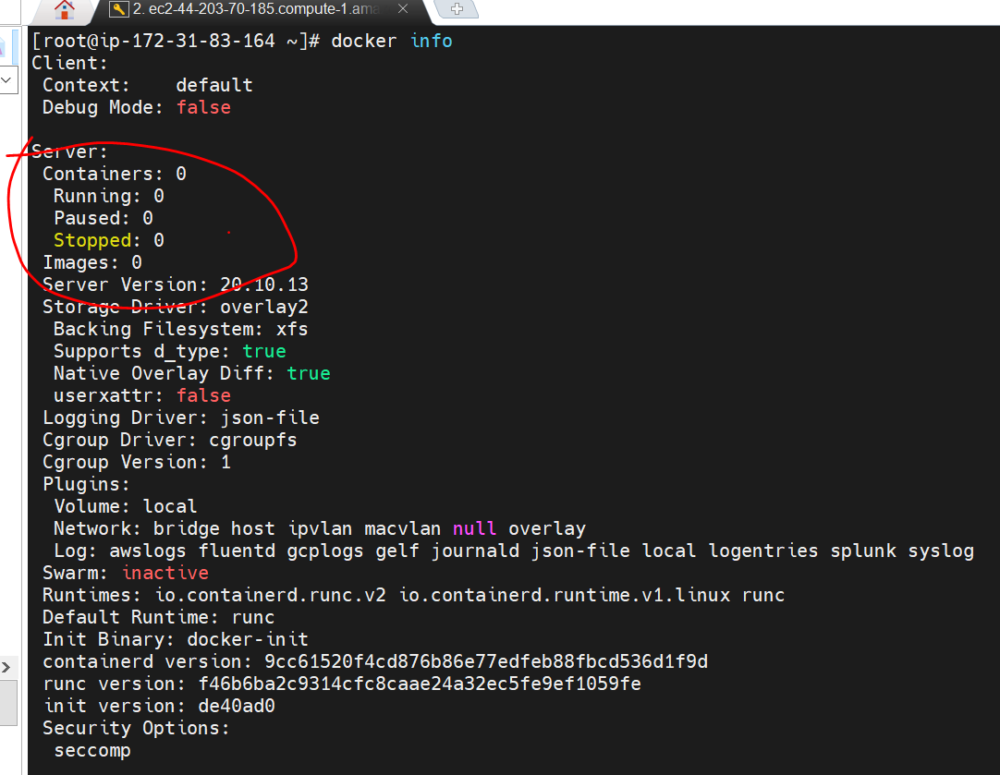 2. ec2-44-203-70-185.compute-1.ama
[root@ip-172-31-83-164 ~]# docker info
Client:
 Context:    default
 Debug Mode: false

Server:
 Containers: 0
  Running: 0
  Paused: 0
  Stopped: 0
 Images: 0
 Server Version: 20.10.13
 Storage Driver: overlay2
  Backing Filesystem: xfs
  Supports d_type: true
  Native Overlay Diff: true
  userxattr: false
 Logging Driver: json-file
 Cgroup Driver: cgroupfs
 Cgroup Version: 1
 Plugins:
  Volume: local
  Network: bridge host ipvlan macvlan null overlay
  Log: awslogs fluentd gcplogs gelf journald json-file local logentries splunk syslog
 Swarm: inactive
 Runtimes: io.containerd.runc.v2 io.containerd.runtime.v1.linux runc
 Default Runtime: runc
 Init Binary: docker-init
 containerd version: 9cc61520f4cd876b86e77edfeb88fbcd536d1f9d
 runc version: f46b6ba2c9314cfc8caae24a32ec5fe9ef1059fe
 init version: de40ad0
 Security Options:
  seccomp